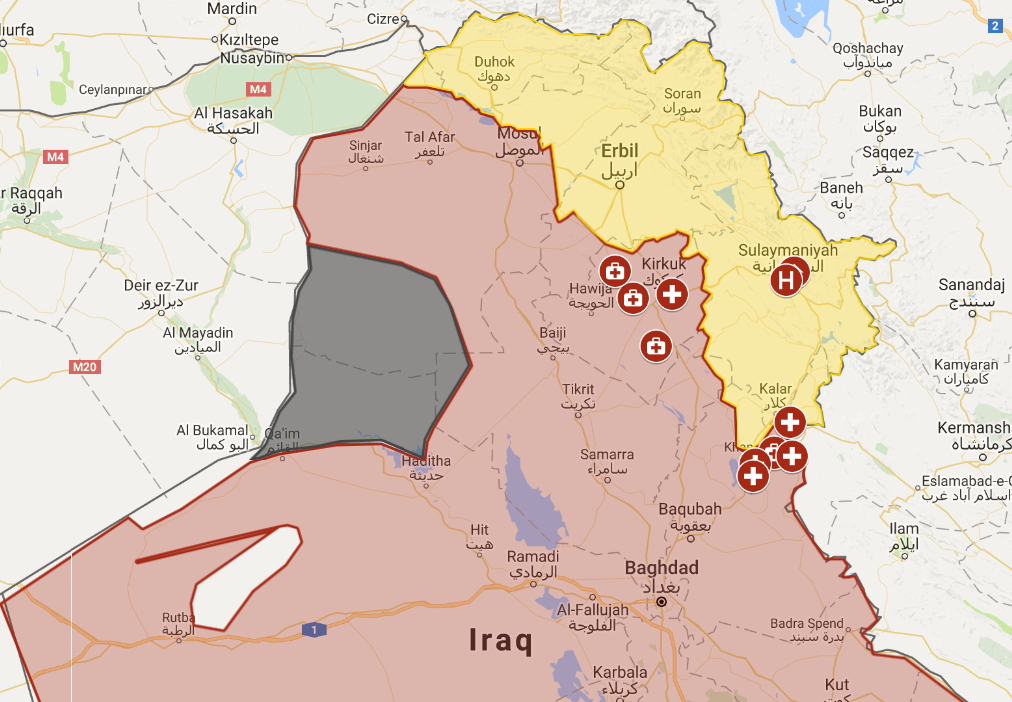 Mardin
Cizre
iurfa
Kızıltepe
Nusaybin
2
Qoshachay
میاندوآب
Duhok
دهوك
Ceylanpınar
M4
Soran
سوران
Al Hasakah
الحسكة
Bukan
بوکان
Tal Afar
تلعفر
Mosul
الموصل
Sinjar
شنغال
M4
Erbil
اربيل
Saqqez
سقز
r Raqqah
الرقة
Baneh
بانه
Sulaymaniyah
Kirkuk
H
Deir ez-Zur
ديرالزور
Hawija
الحويجة
Sanandaj
سنندج
Al Mayadin
الميادين
Baiji
بيجي
M20
Kamyaran
کامیاران
Tikrit
تكريت
Kalar
كلار
Al Bukamal
البو كمال
Qa'im
القائم
Kermansh
کرمانشاه
Haditha
حديثة
Samarra
سامراء
Eslamabad-e-G
اسلام آباد غرب
Baqubah
بعقوبة
Hit
هيت
Ilam
ایلام
Ramadi
الرمادي
Baghdad
بغداد
Al-Fallujah
الفلوجة
Rutba
الرطبة
1
Badra Spend
بدرة سبند
Iraq
Karbala
كربلاء
Kut
كوت